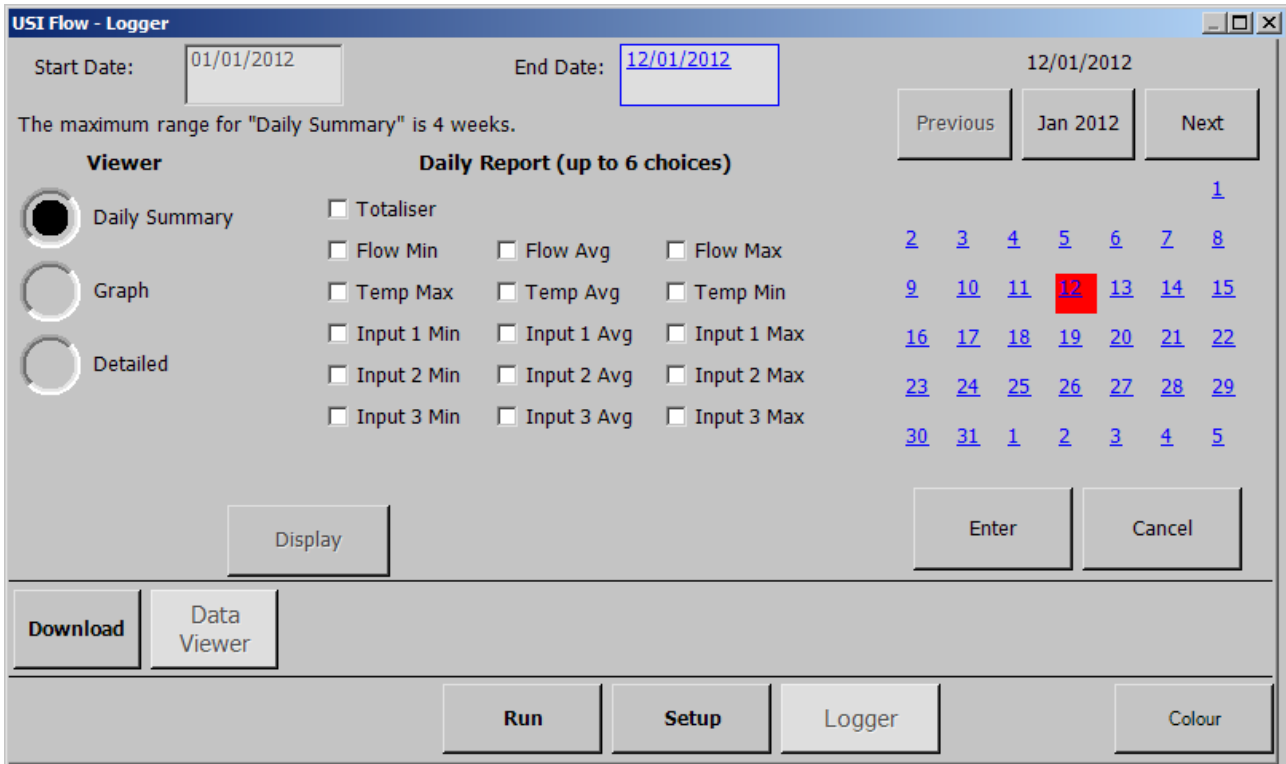 USI Flow - Logger
Start Date: 01/01/2012 End Date: 12/01/2012
12/01/2012
The maximum range for "Daily Summary" is 4 weeks.
Previous Jan 2012 Next
Viewer
Daily Report (up to 6 choices)
Daily Summary
Graph
Detailed
Totaliser
Flow Min Flow Avg Flow Max
Temp Max Temp Avg Temp Min
Input 1 Min Input 1 Avg Input 1 Max
Input 2 Min Input 2 Avg Input 2 Max
Input 3 Min Input 3 Avg Input 3 Max
1
2 3 4 5 6 7 8
9 10 11 12 13 14 15
16 17 18 19 20 21 22
23 24 25 26 27 28 29
30 31 1 2 3 4 5
Display
Enter Cancel
Download
Data
Viewer
Run Setup Logger Colour